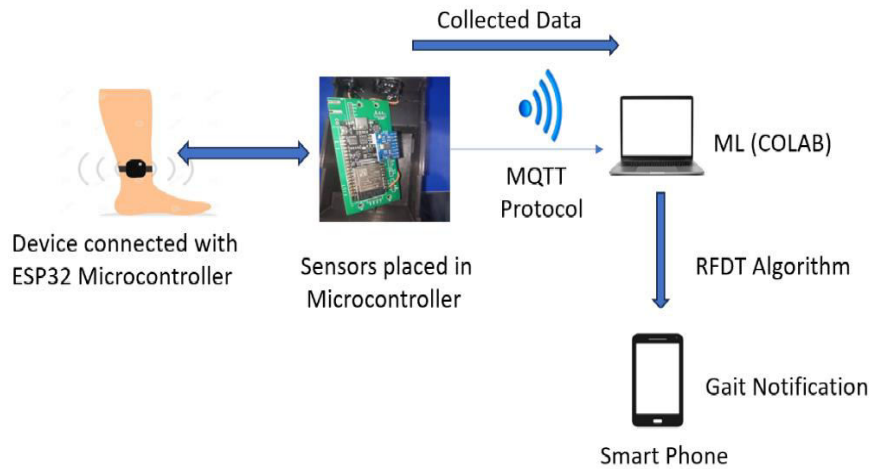 Collected Data
ML (COLAB)
MQTT
Protocol
Device connected with
ESP32 Microcontroller
Sensors placed in
Microcontroller
RFDT Algorithm
Gait Notification
Smart Phone